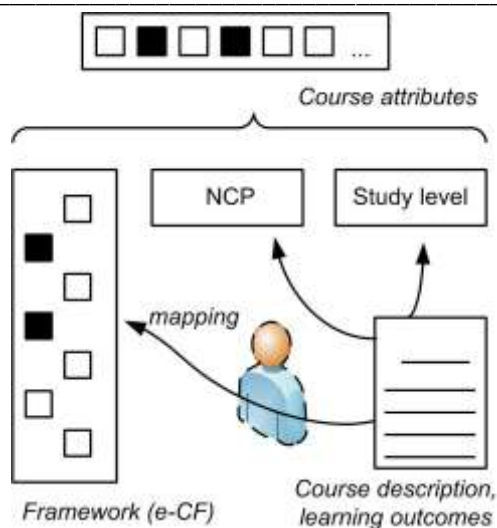 ...
Course attributes
NCP
Study level
mapping
Framework (e-CF)
Course description,
learning outcomes